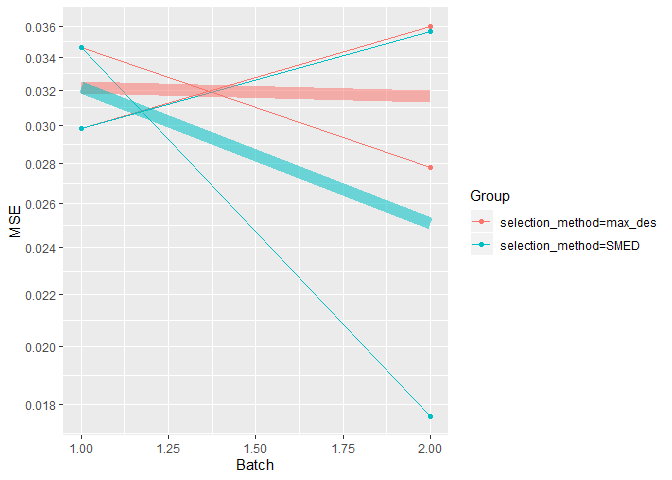 0.036
0.034
0.032
0.030
0.028
0.026
0.024
0.022
0.020
0.018
MSE
1.00 1.25 1.50 1.75 2.00
Batch
Group
selection_method=max_des
selection_method=SMED